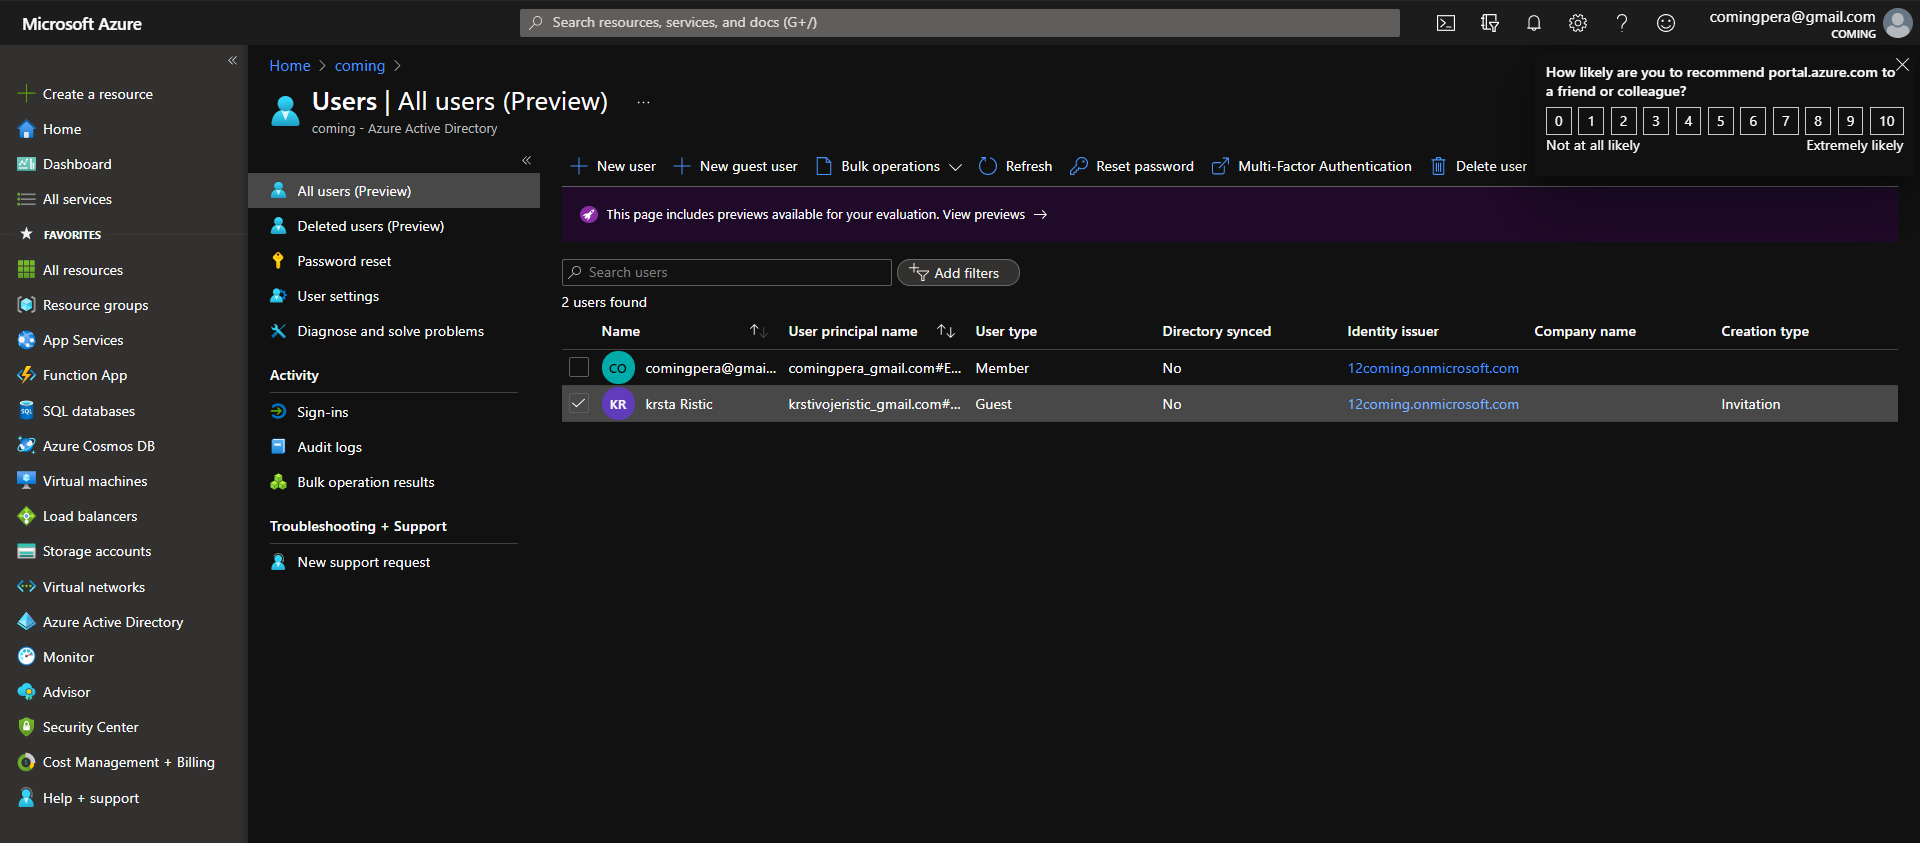 Microsoft Azure
Search resources, services, and docs (G+/)
comingpera@gmail.com
COMING
Create a resource
Home
Dashboard
All services
FAVORITES
All resources
Resource groups
App Services
Function App
SQL databases
Azure Cosmos DB
Virtual machines
Load balancers
Storage accounts
Virtual networks
Azure Active Directory
Monitor
Advisor
Security Center
Cost Management + Billing
Help + support
Home > coming >
Users | All users (Preview) ...
coming - Azure Active Directory
All users (Preview)
Deleted users (Preview)
Password reset
User settings
Diagnose and solve problems
Activity
Sign-ins
Audit logs
Bulk operation results
Troubleshooting + Support
New support request
New user New guest user Bulk operations Refresh Reset password Multi-Factor Authentication Delete user
This page includes previews available for your evaluation. View previews →
Search users Add filters
2 users found
Name User principal name User type Directory synced Identity issuer Company name Creation type
CO comingpera@gmai... comingpera_gmail.com#E... Member No 12coming.onmicrosoft.com
KR krsta Ristic krstivojeristic_gmail.com#... Guest No 12coming.onmicrosoft.com Invitation
How likely are you to recommend portal.azure.com to
a friend or colleague?
0 1 2 3 4 5 6 7 8 9 10
Not at all likely Extremely likely